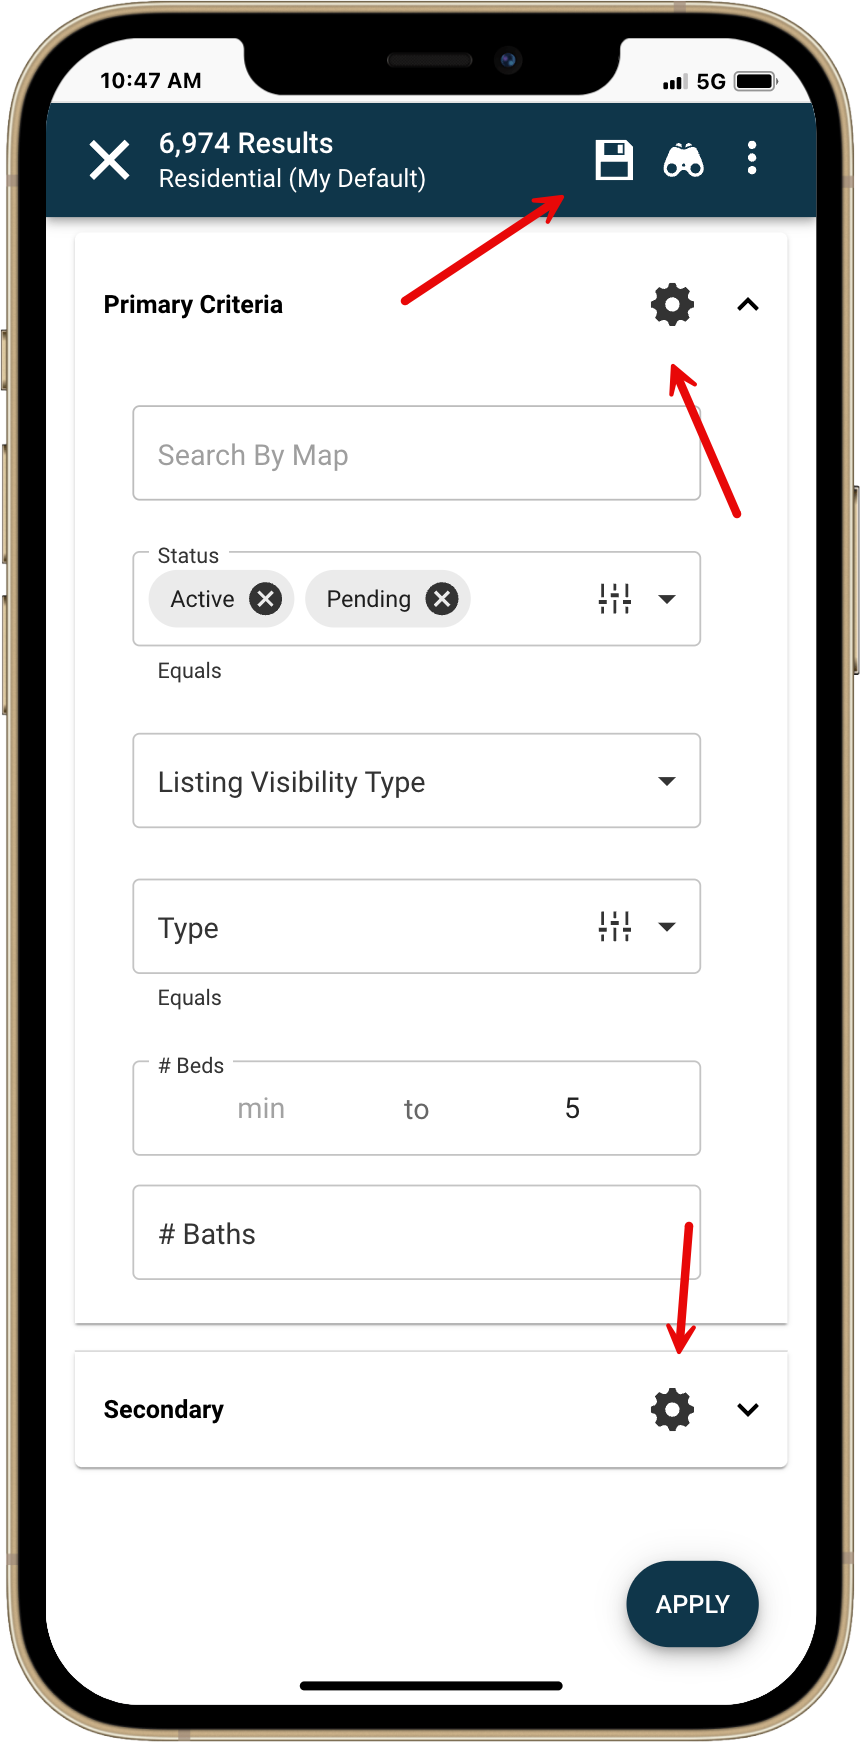 10:47 AM
5G
6,974 Results
Residential (My Default)
Primary Criteria
Search By Map
Status
Active
Pending
Equals
Listing Visibility Type
Type
Equals
# Beds
min to 5
# Baths
Secondary
APPLY